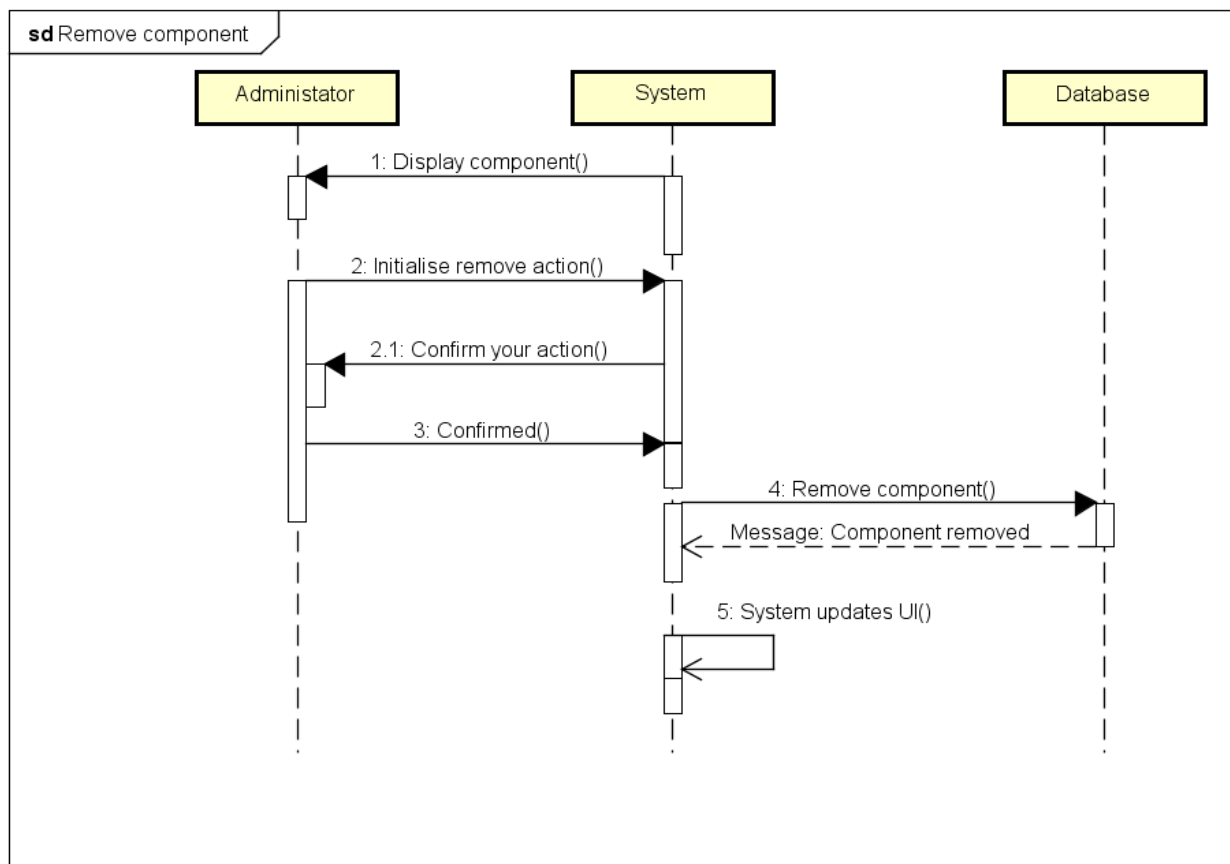 sd Remove component
Administator
System
Database
1: Display component()
2: Initialise remove action()
2.1: Confirm your action()
3: Confirmed()
4: Remove component()
Message: Component removed
5: System updates UI()